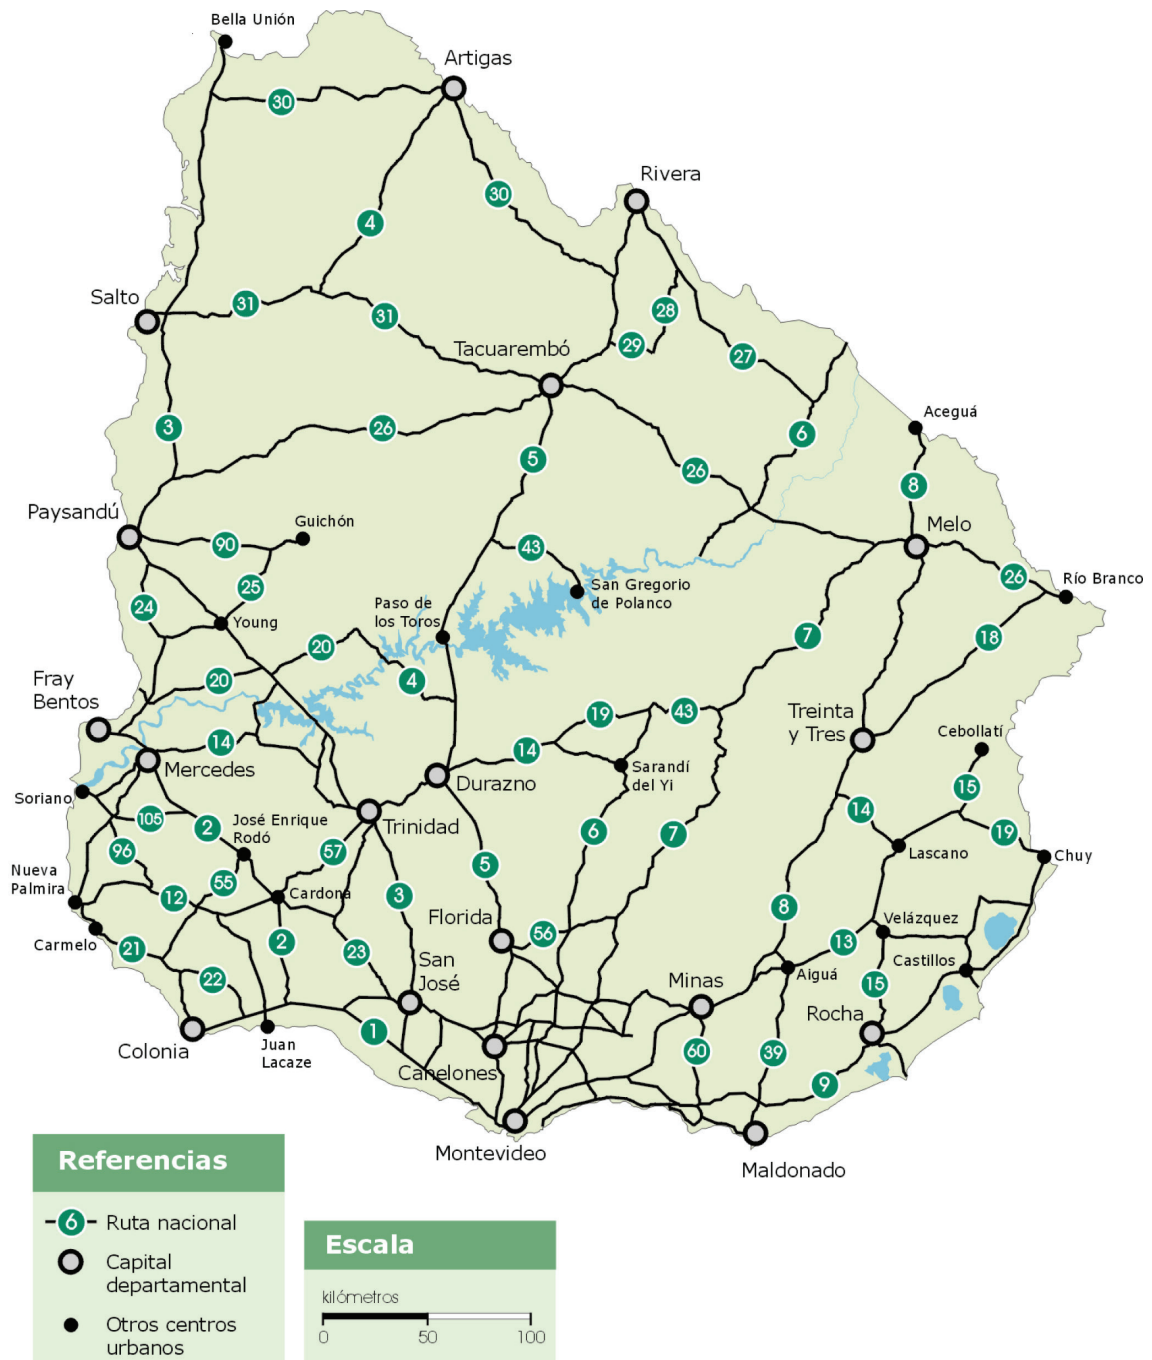 Bella Unión
Artigas
30
Rivera
30
4
Salto
31
31
28
29
Tacuarembó
27
3
26
Aceguá
6
5
26
8
Paysandú
Guichón
Melo
90
43
San Gregorio
de Polanco
26
Río Branco
25
24
Paso de
los Toros
Young
7
18
20
20
4
Fray
Bentos
19
43
Treinta
y Tres
Cebollatí
14
14
Mercedes
Durazno
Sarandí
del Yi
15
Soriano
14
105
2
José Enrique
Rodó
Trinidad
6
7
19
96
57
Lascano
Chuy
Nueva
Palmira
55
5
12
Cardona
3
8
Florida
56
Velázquez
Carmelo
21
2
23
13
22
San
José
Minas
Aiguá
Castillos
15
Rocha
Colonia
Juan
Lacaze
1
Canelones
60
39
9
Montevideo
Maldonado
Referencias
6 Ruta nacional
Capital
departamental
Otros centros
urbanos
Escala
kilómetros
0 50 100